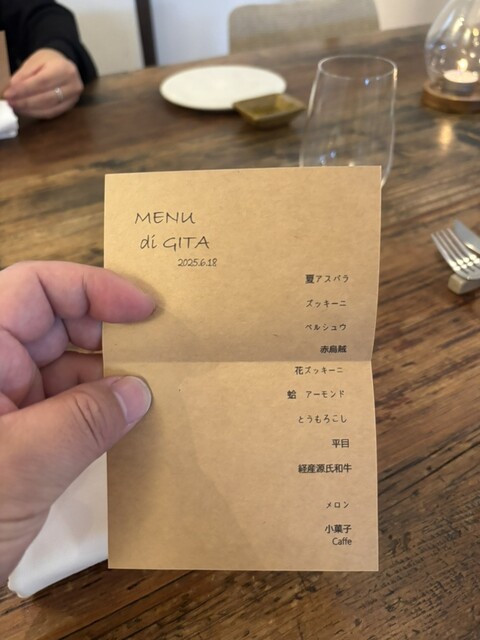 MENU
di GITA
2025.6.18
夏アスパラ
ズッキーニ
ペルシュウ
赤烏賊
花ズッキーニ
蛤 アーモンド
とうもろこし
平目
経産源氏和牛
メロン
小菓子
Caffe